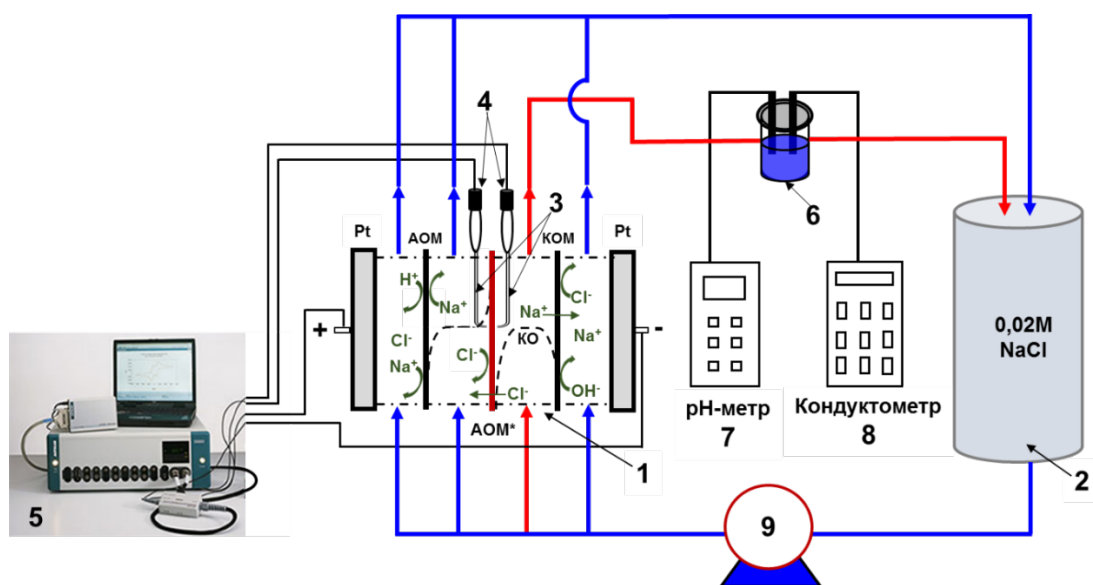 4
3
6
Pt
АОМ
КОМ
Pt
H⁺
Na⁺
Cl⁻
Na⁺
Cl⁻
+
-
Na⁺
КО
Cl⁻
Na⁺
Cl⁻
Cl⁻
OH⁻
АОМ*
1
0,02М
NaCl
pH-метр
7
Кондуктометр
8
2
5
9